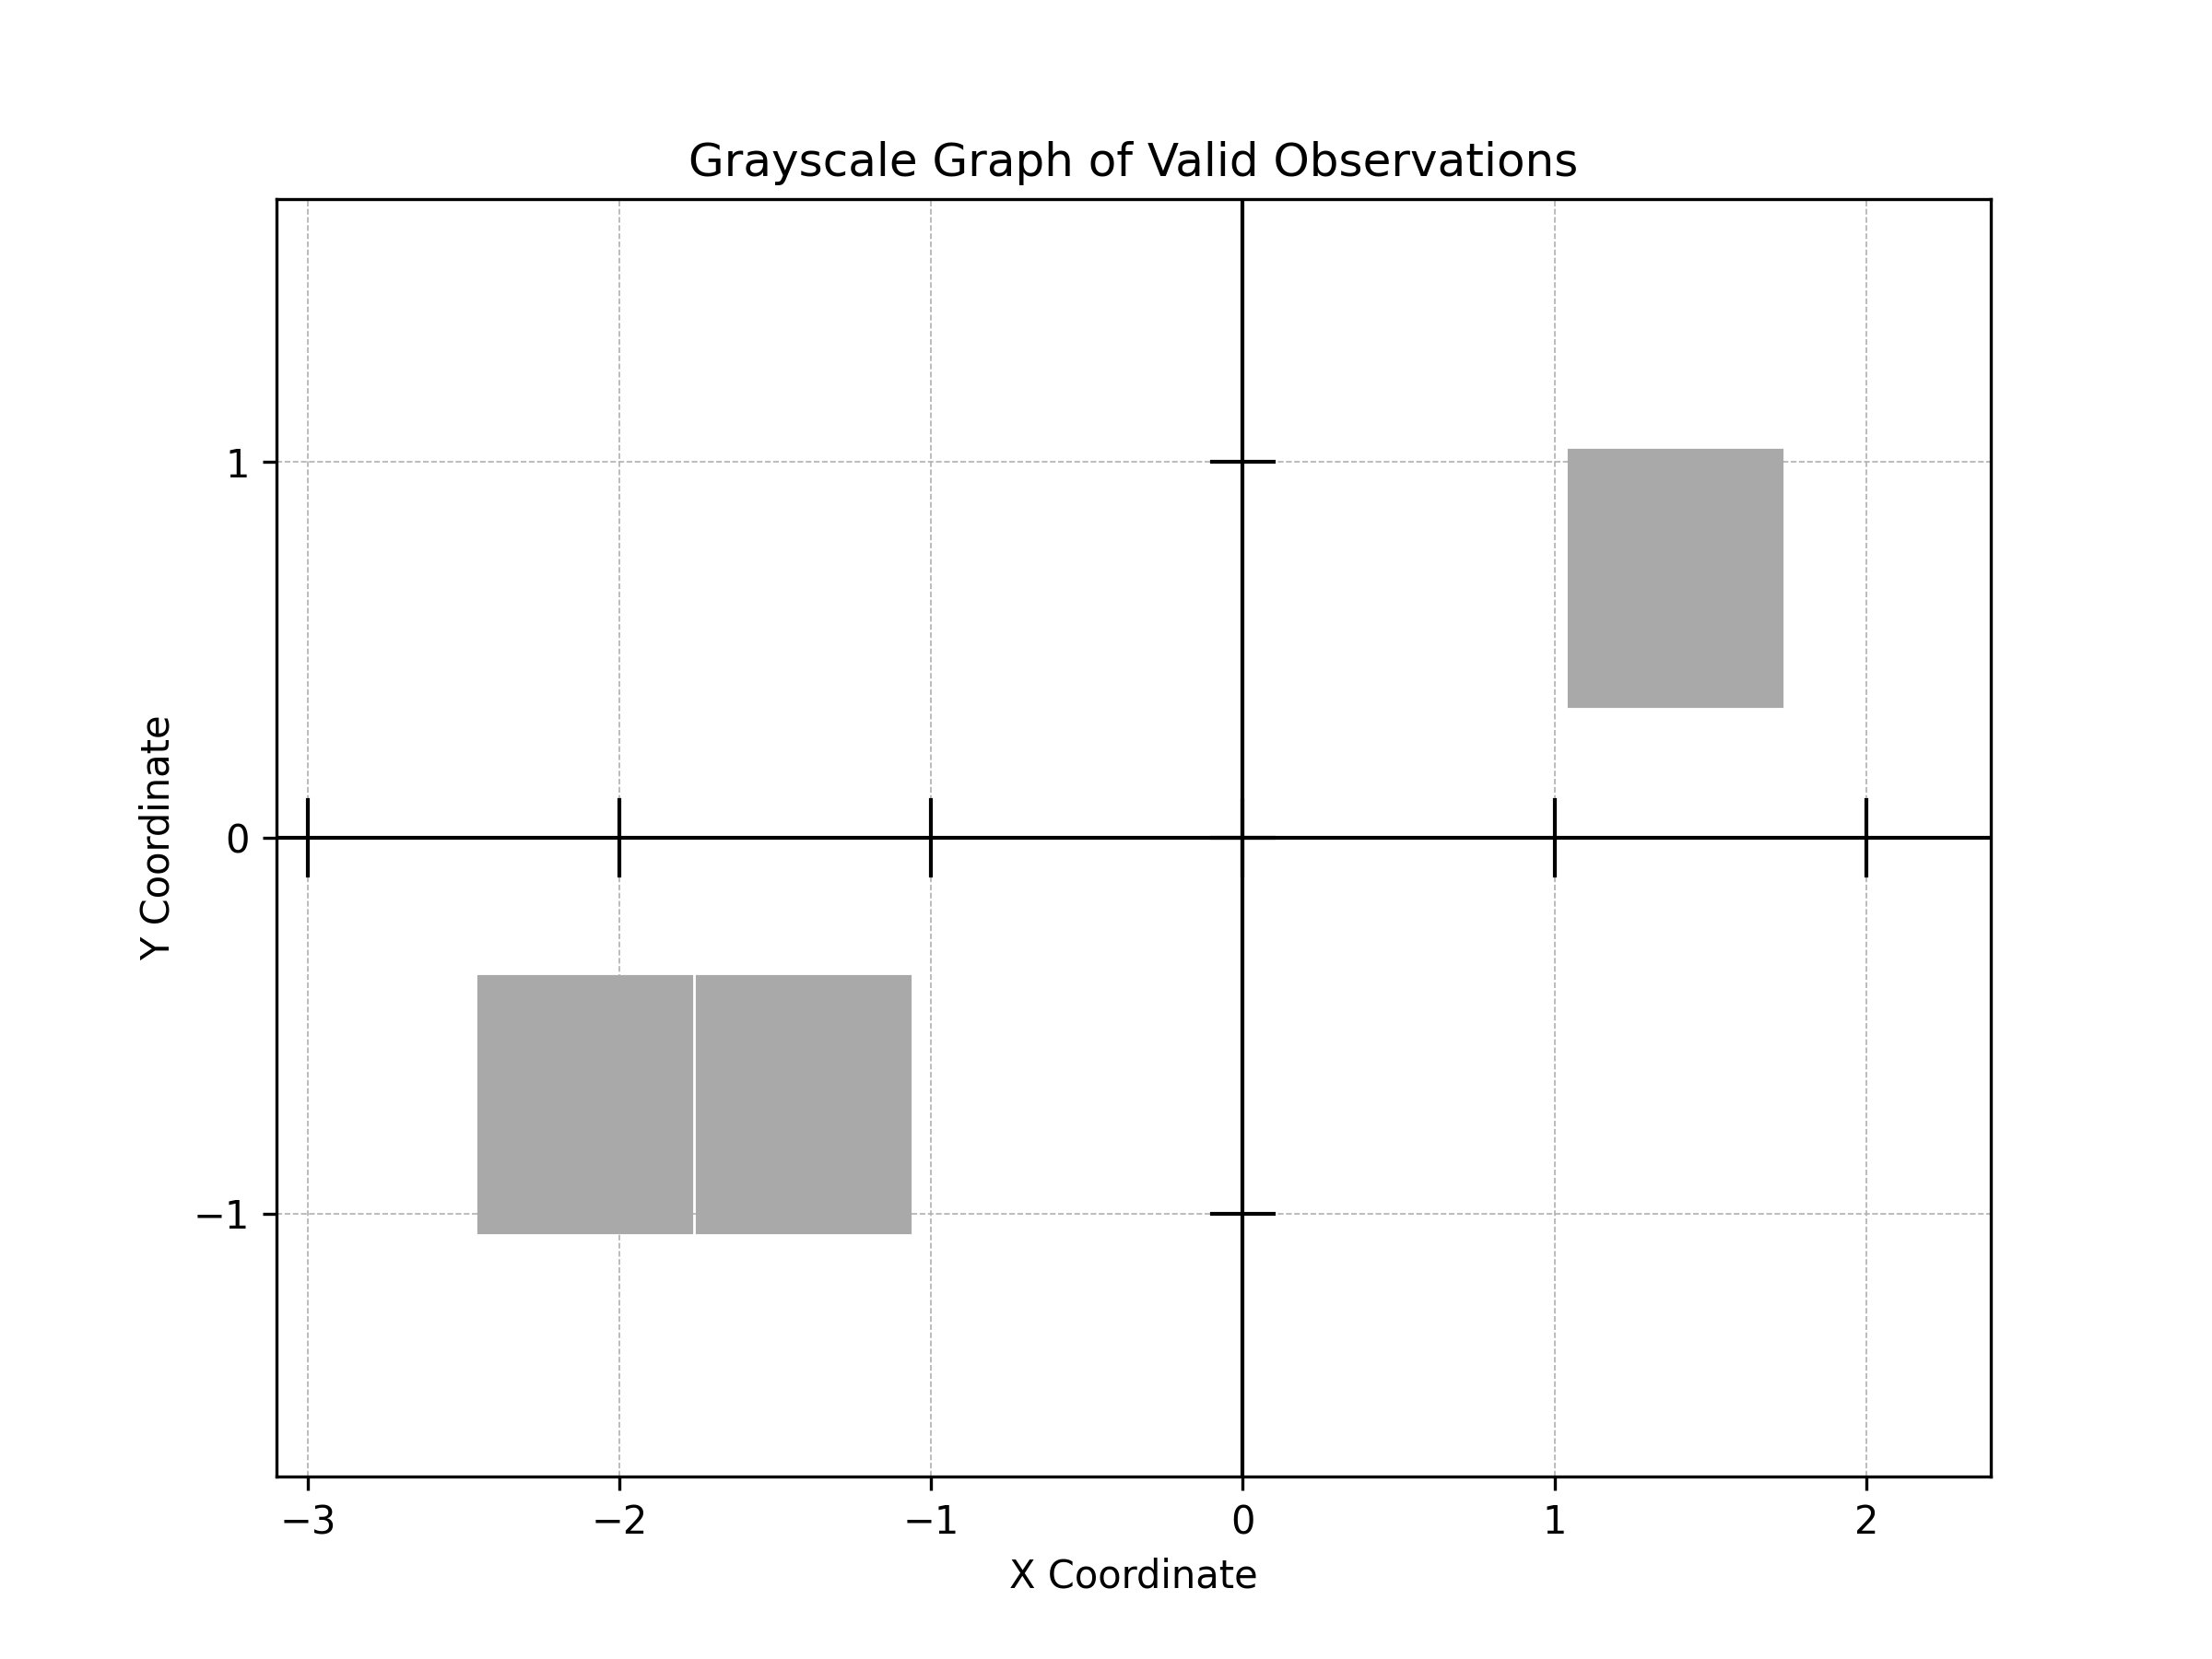 Grayscale Graph of Valid Observations
1
0
−1
Y Coordinate
−3 −2 −1 0 1 2
X Coordinate